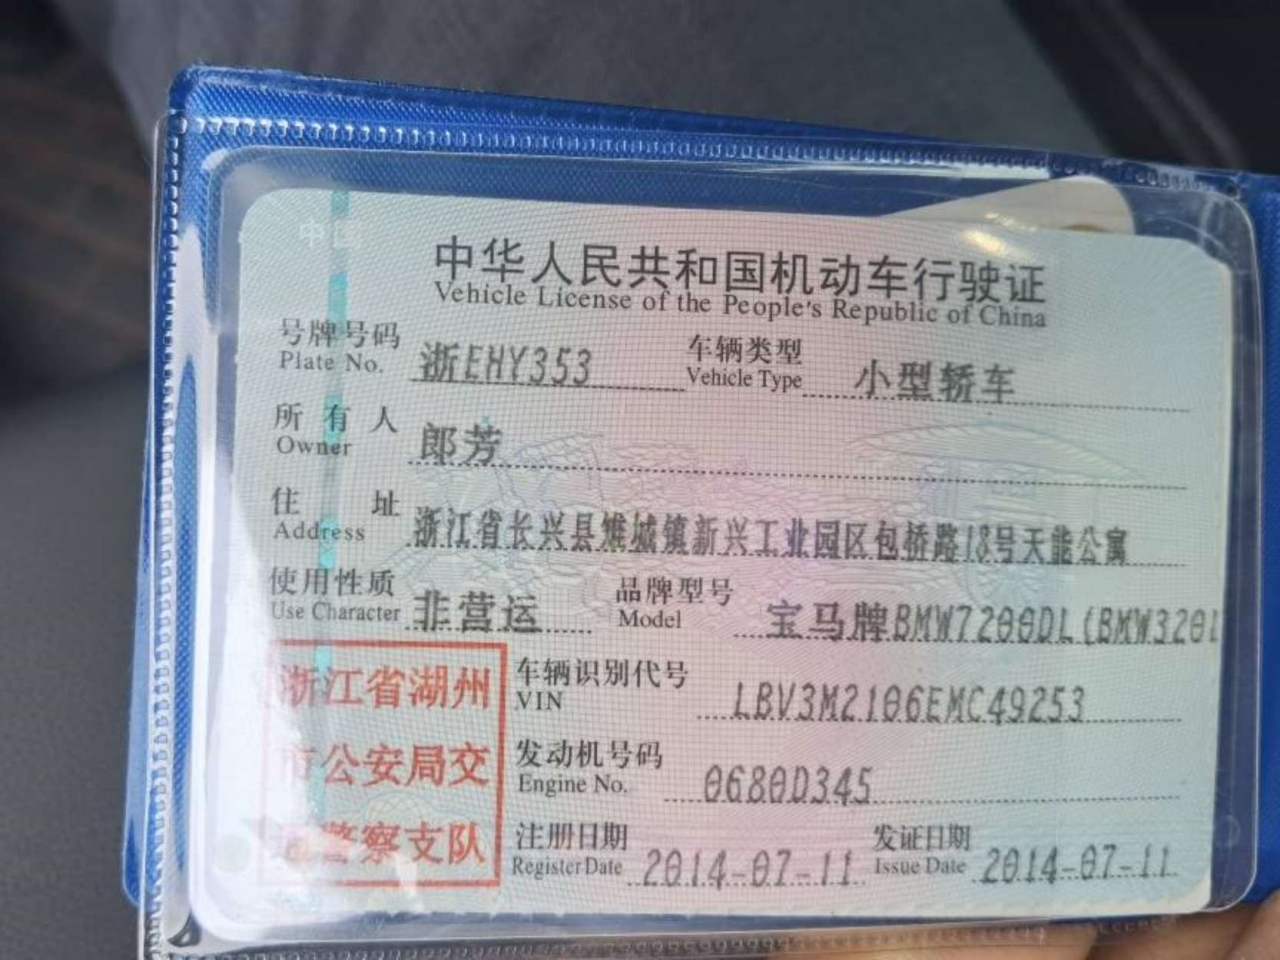 中华人民共和国机动车行驶证
Vehicle License of the People's Republic of China
号牌号码 浙EHY353 车辆类型 小型轿车
Plate No. Vehicle Type
所有人 郎芳
Owner
住址 浙江省长兴县雉城镇新兴工业园区包桥路18号天能公寓
Address
使用性质 非营运 品牌型号 宝马牌BMW7200DL(BMW320L
Use Character Model
浙江省湖州
市公安局交
通警察支队
车辆识别代号 LBV3M2106EMC49253
VIN
发动机号码 0680D345
Engine No.
注册日期 2014-07-11 发证日期 2014-07-11
Register Date Issue Date